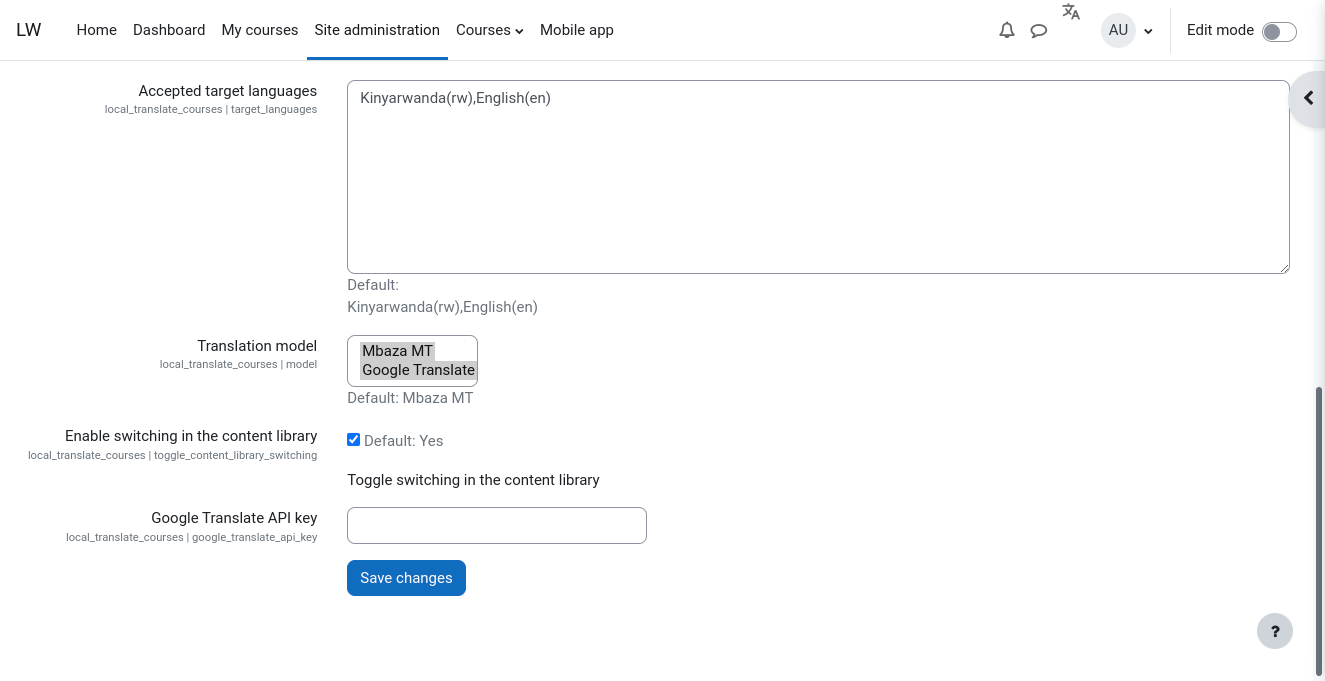 LW Home Dashboard My courses Site administration Courses Mobile app AU Edit mode
Accepted target languages
local_translate_courses | target_languages
Kinyarwanda(rw),English(en)
Default:
Kinyarwanda(rw),English(en)
Translation model
local_translate_courses | model
Mbaza MT
Google Translate
Default: Mbaza MT
Enable switching in the content library
local_translate_courses | toggle_content_library_switching
Default: Yes
Toggle switching in the content library
Google Translate API key
local_translate_courses | google_translate_api_key
Save changes
?